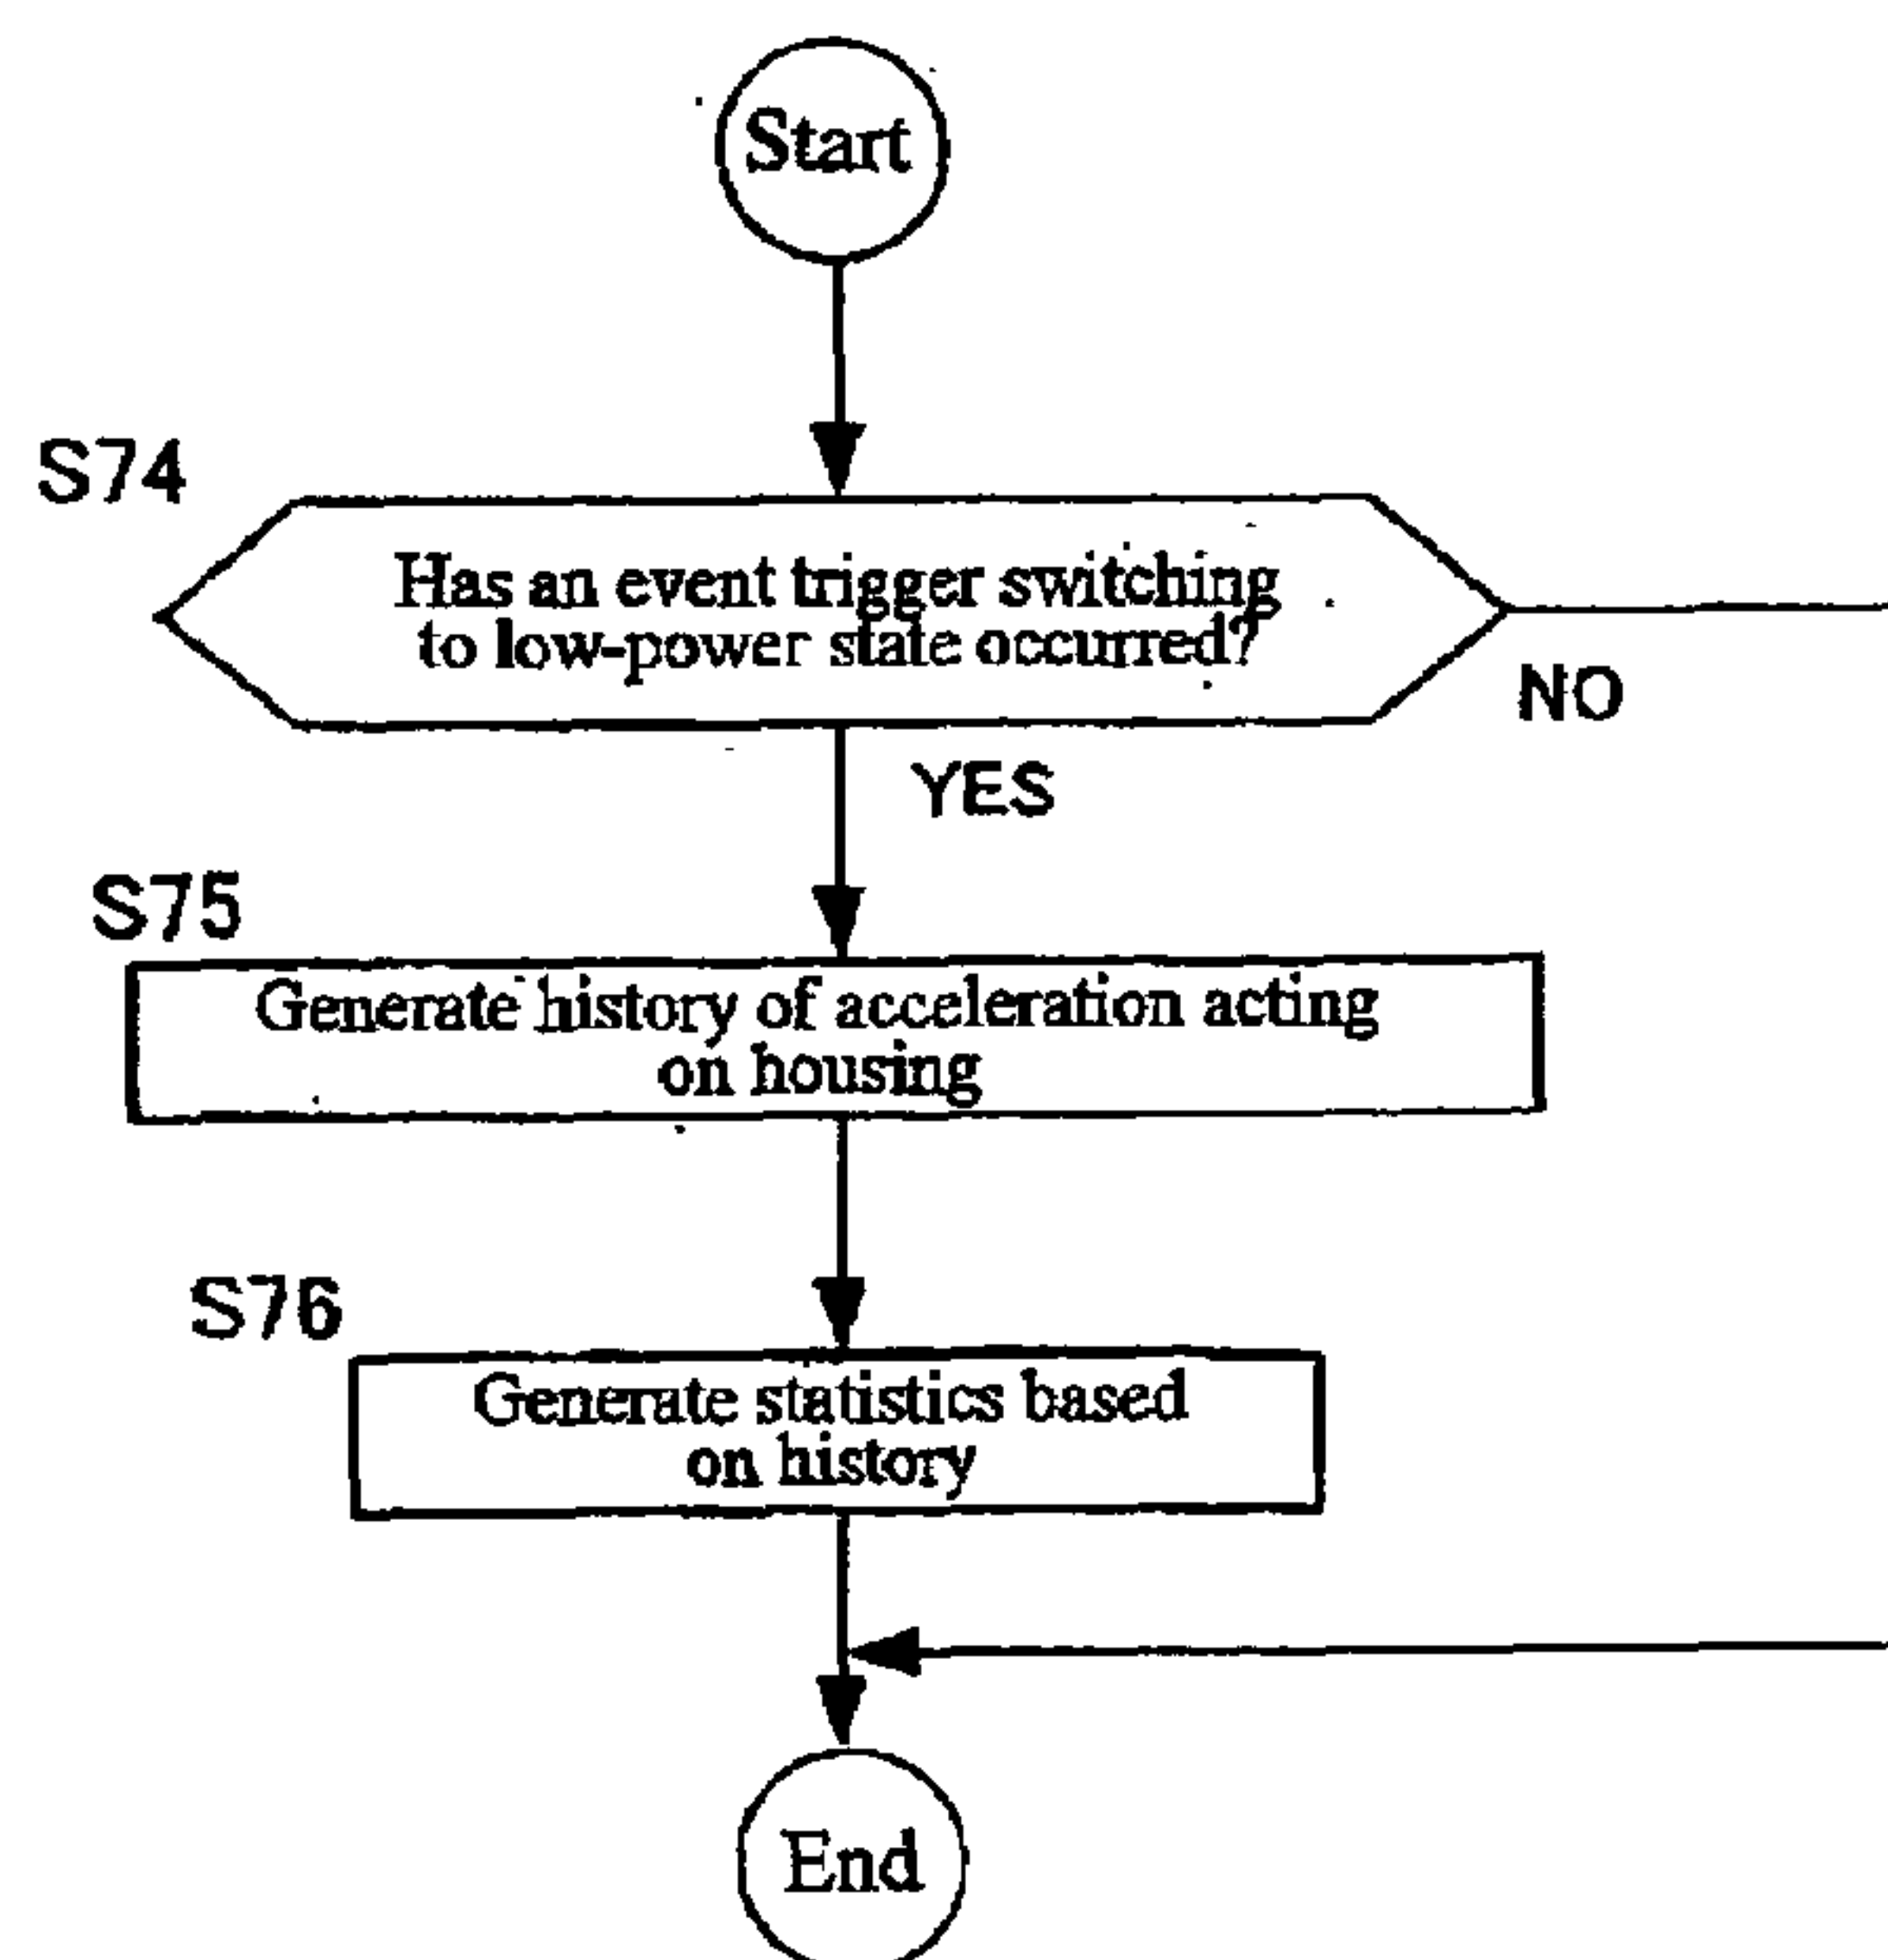 Start
S74
Has an event trigger switching
to low-power state occurred?
NO
YES
S75
Generate history of acceleration acting
on housing
S76
Generate statistics based
on history
End